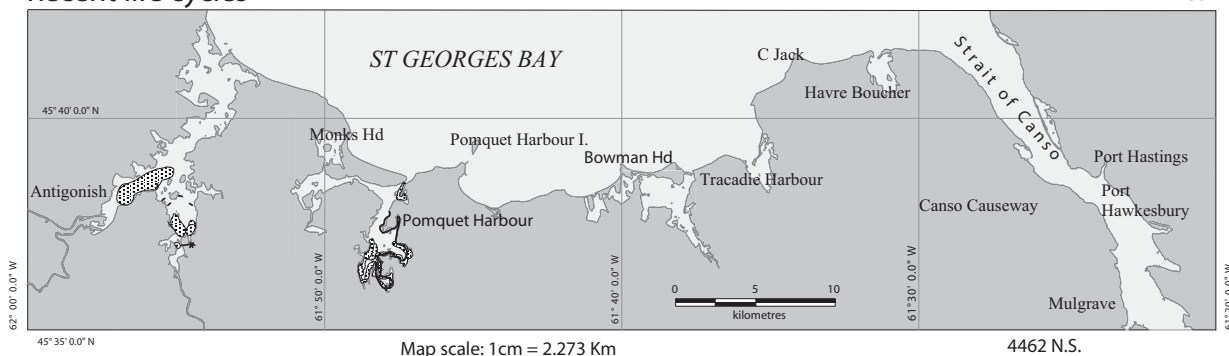 ST GEORGES BAY
C Jack
Strait of Canso
Havre Boucher
45° 40' 0.0" N
Monks Hd
Pomquet Harbour I.
Bowman Hd
Port Hastings
Antigonish
Tracadie Harbour
Port
Hawkesbury
Canso Causeway
Pomquet Harbour
62° 00' 0.0" W
61° 50' 0.0" W
61° 40' 0.0" W
61° 30' 0.0" W
61° 20' 0.0" W
0 5 10
kilometres
Mulgrave
45° 35' 0.0" N
Map scale: 1cm = 2.273 Km
4462 N.S.